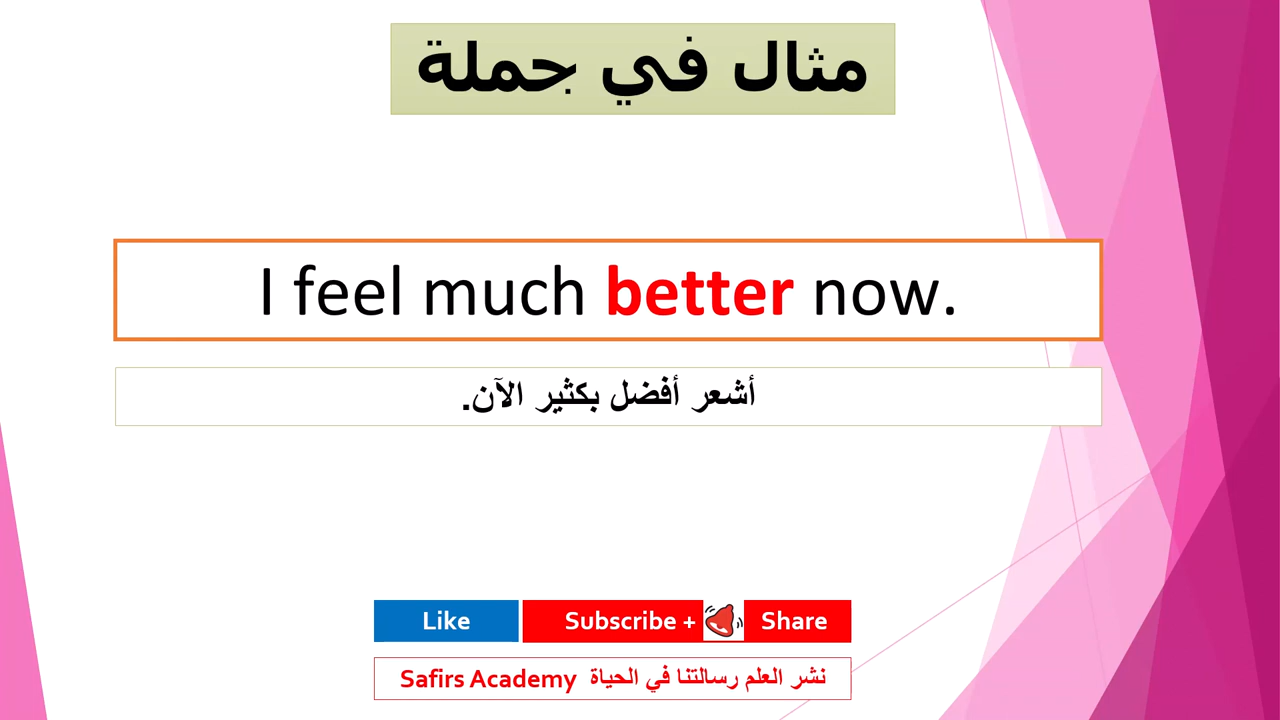 مثال في جملة
I feel much better now.
أشعر أفضل بكثير الآن.
Like Subscribe + Share
Safirs Academy نشر العلم رسالتنا في الحياة